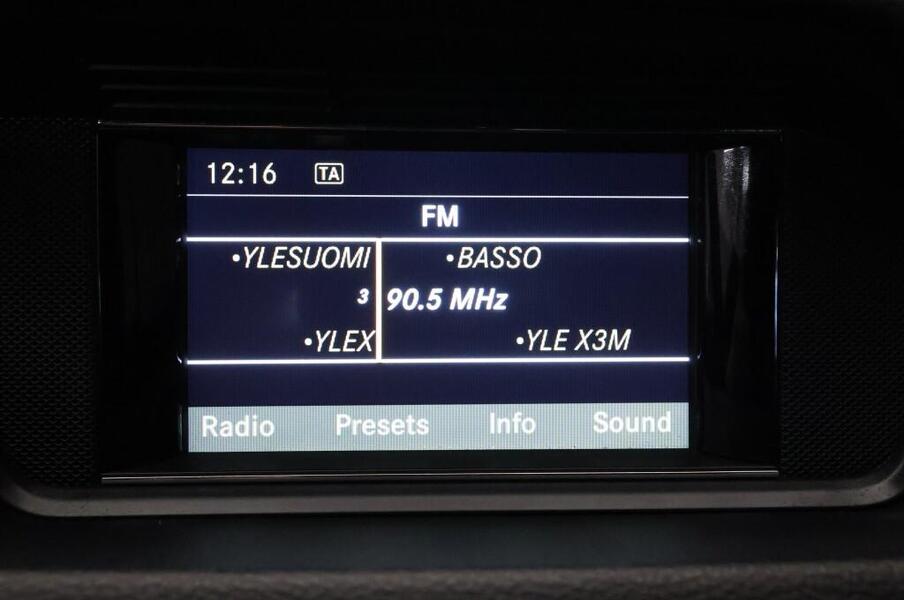 12:16 TA
FM
•YLESUOMI •BASSO
3 90.5 MHz
•YLEX •YLE X3M
Radio Presets Info Sound